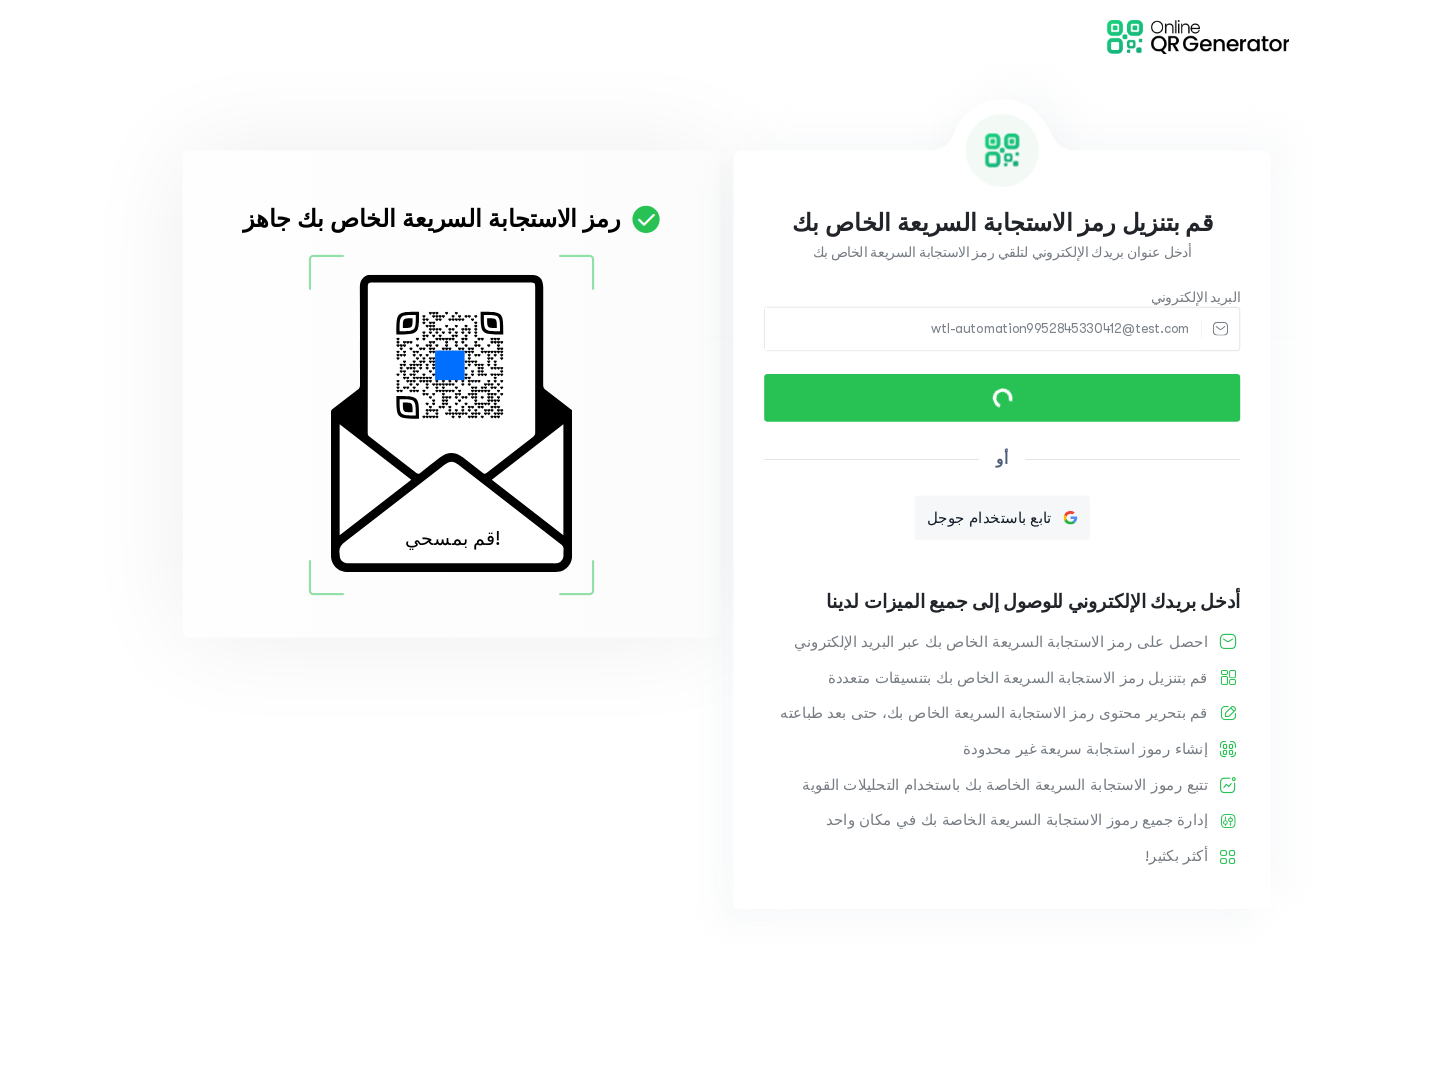 Online
QR Generator
قم بتنزيل رمز الاستجابة السريعة الخاص بك
أدخل عنوان بريدك الإلكتروني لتلقي رمز الاستجابة السريعة الخاص بك
البريد الإلكتروني
wtl-automation9952845330412@test.com
أو
تابع باستخدام جوجل
أدخل بريدك الإلكتروني للوصول إلى جميع الميزات لدينا
احصل على رمز الاستجابة السريعة الخاص بك عبر البريد الإلكتروني
قم بتنزيل رمز الاستجابة السريعة الخاص بك بتنسيقات متعددة
قم بتحرير محتوى رمز الاستجابة السريعة الخاص بك، حتى بعد طباعته
إنشاء رموز استجابة سريعة غير محدودة
تتبع رموز الاستجابة السريعة الخاصة بك باستخدام التحليلات القوية
إدارة جميع رموز الاستجابة السريعة الخاصة بك في مكان واحد
أكثر بكثير!
رمز الاستجابة السريعة الخاص بك جاهز
قم بمسحي!